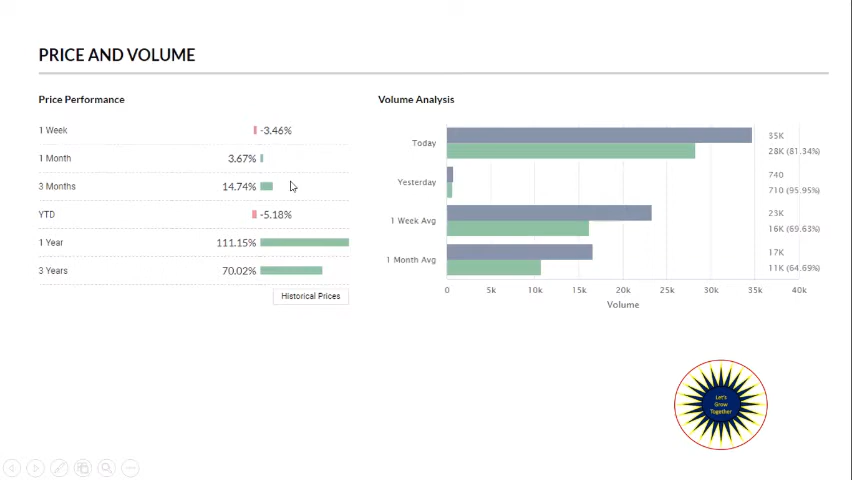 PRICE AND VOLUME
Price Performance
1 Week -3.46%
1 Month 3.67%
3 Months 14.74%
YTD -5.18%
1 Year 111.15%
3 Years 70.02%
Historical Prices
Volume Analysis
Today 35K
28K (81.34%)
Yesterday 740
710 (95.95%)
1 Week Avg 23K
16K (69.63%)
1 Month Avg 17K
11K (64.69%)
0 5k 10k 15k 20k 25k 30k 35k 40k
Volume
Let's
Grow
Together